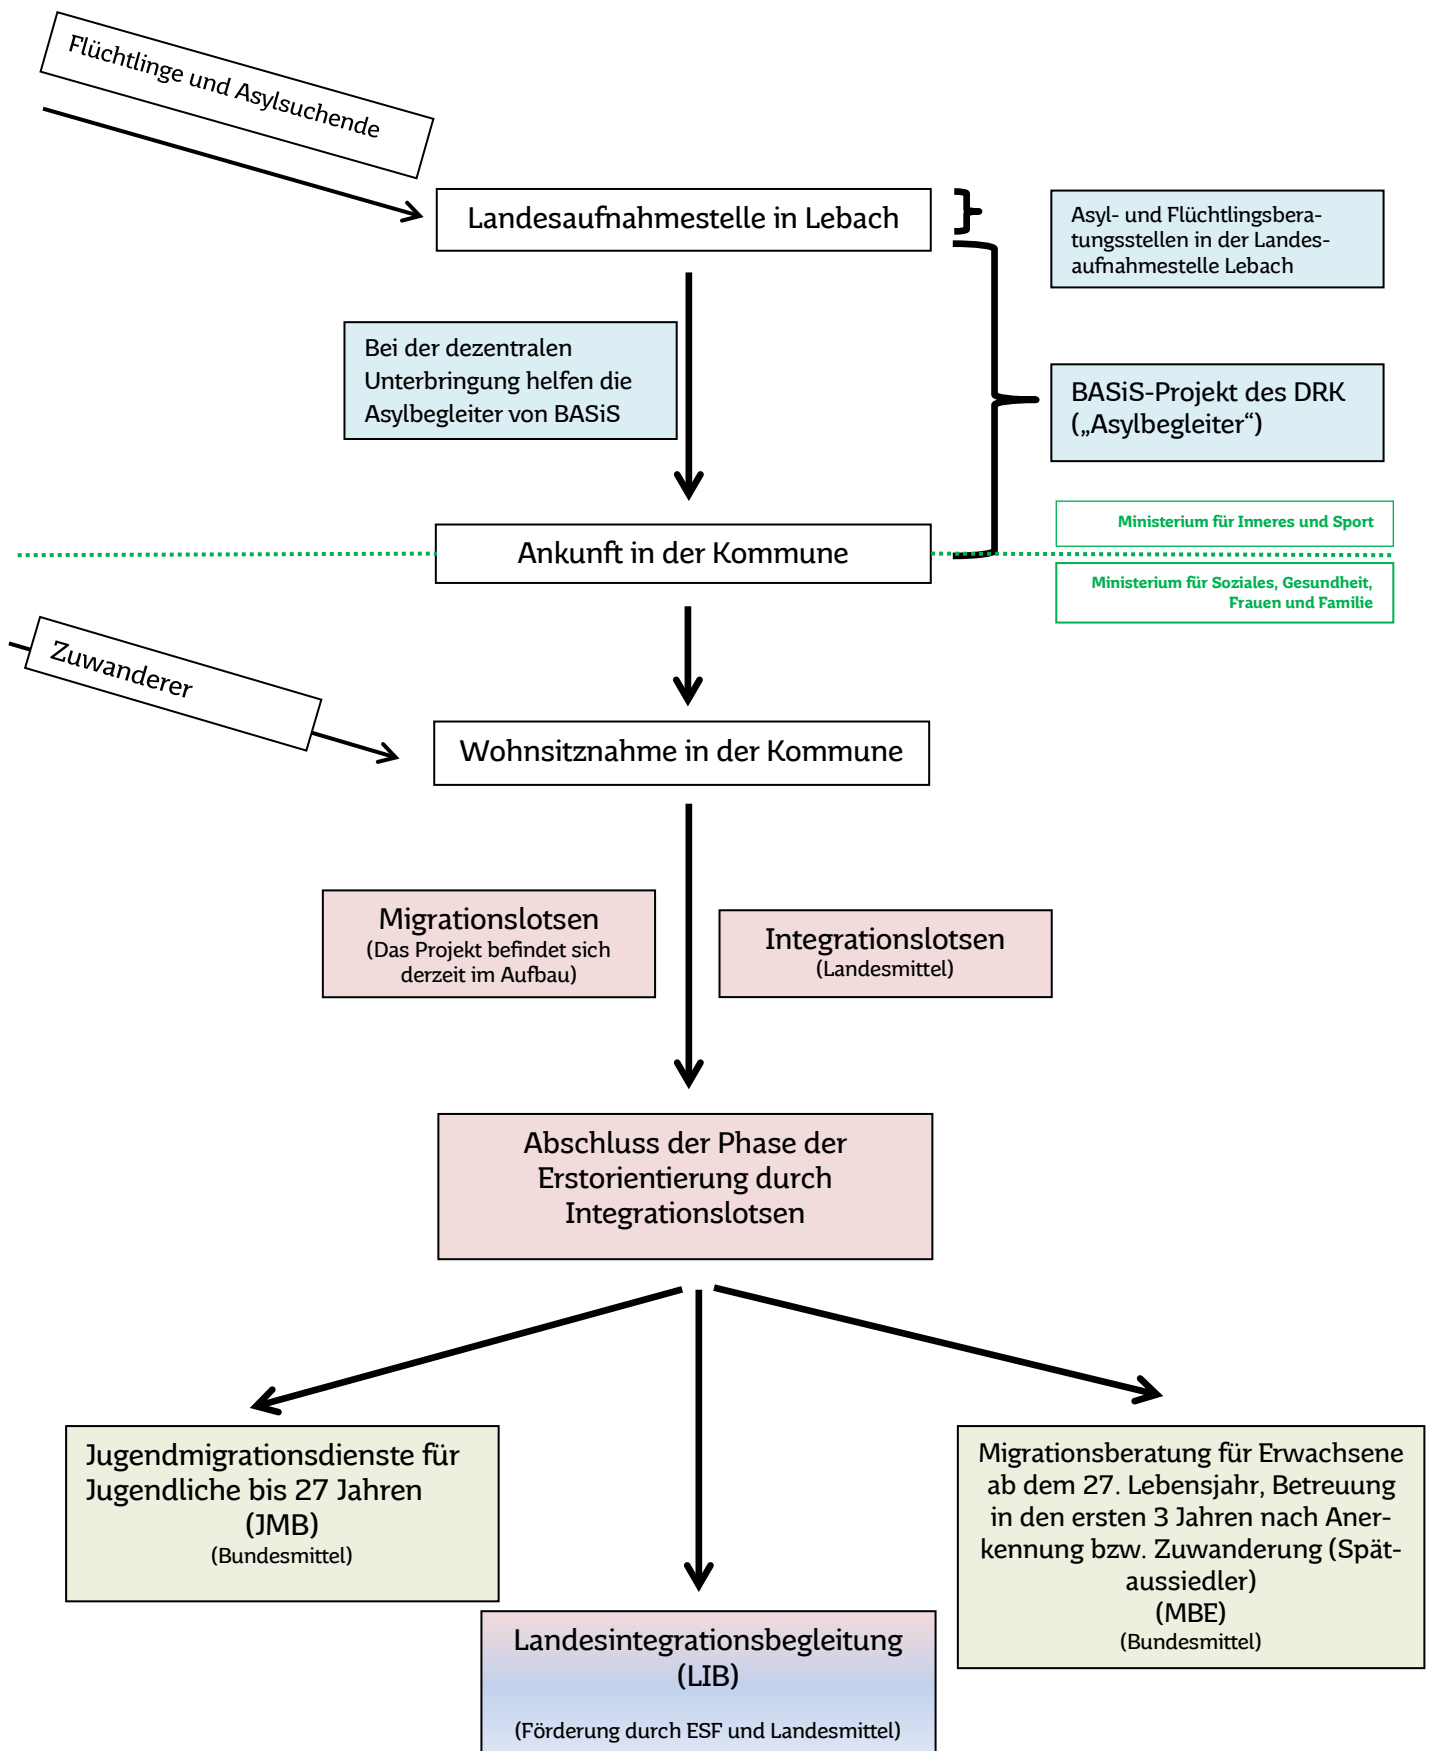 Flüchtlinge und Asylsuchende
Landesaufnahmestelle in Lebach
Asyl- und Flüchtlingsbera-
tungsstellen in der Landes-
aufnahmestelle Lebach
Bei der dezentralen
Unterbringung helfen die
Asylbegleiter von BASiS
BASiS-Projekt des DRK
(„Asylbegleiter“)
Ministerium für Inneres und Sport
Ankunft in der Kommune
Ministerium für Soziales, Gesundheit,
Frauen und Familie
Zuwanderer
Wohnsitznahme in der Kommune
Migrationslotsen
(Das Projekt befindet sich
derzeit im Aufbau)
Integrationslotsen
(Landesmittel)
Abschluss der Phase der
Erstorientierung durch
Integrationslotsen
Jugendmigrationsdienste für
Jugendliche bis 27 Jahren
(JMB)
(Bundesmittel)
Landesintegrationsbegleitung
(LIB)
(Förderung durch ESF und Landesmittel)
Migrationsberatung für Erwachsene
ab dem 27. Lebensjahr, Betreuung
in den ersten 3 Jahren nach Aner-
kennung bzw. Zuwanderung (Spät-
aussiedler)
(MBE)
(Bundesmittel)